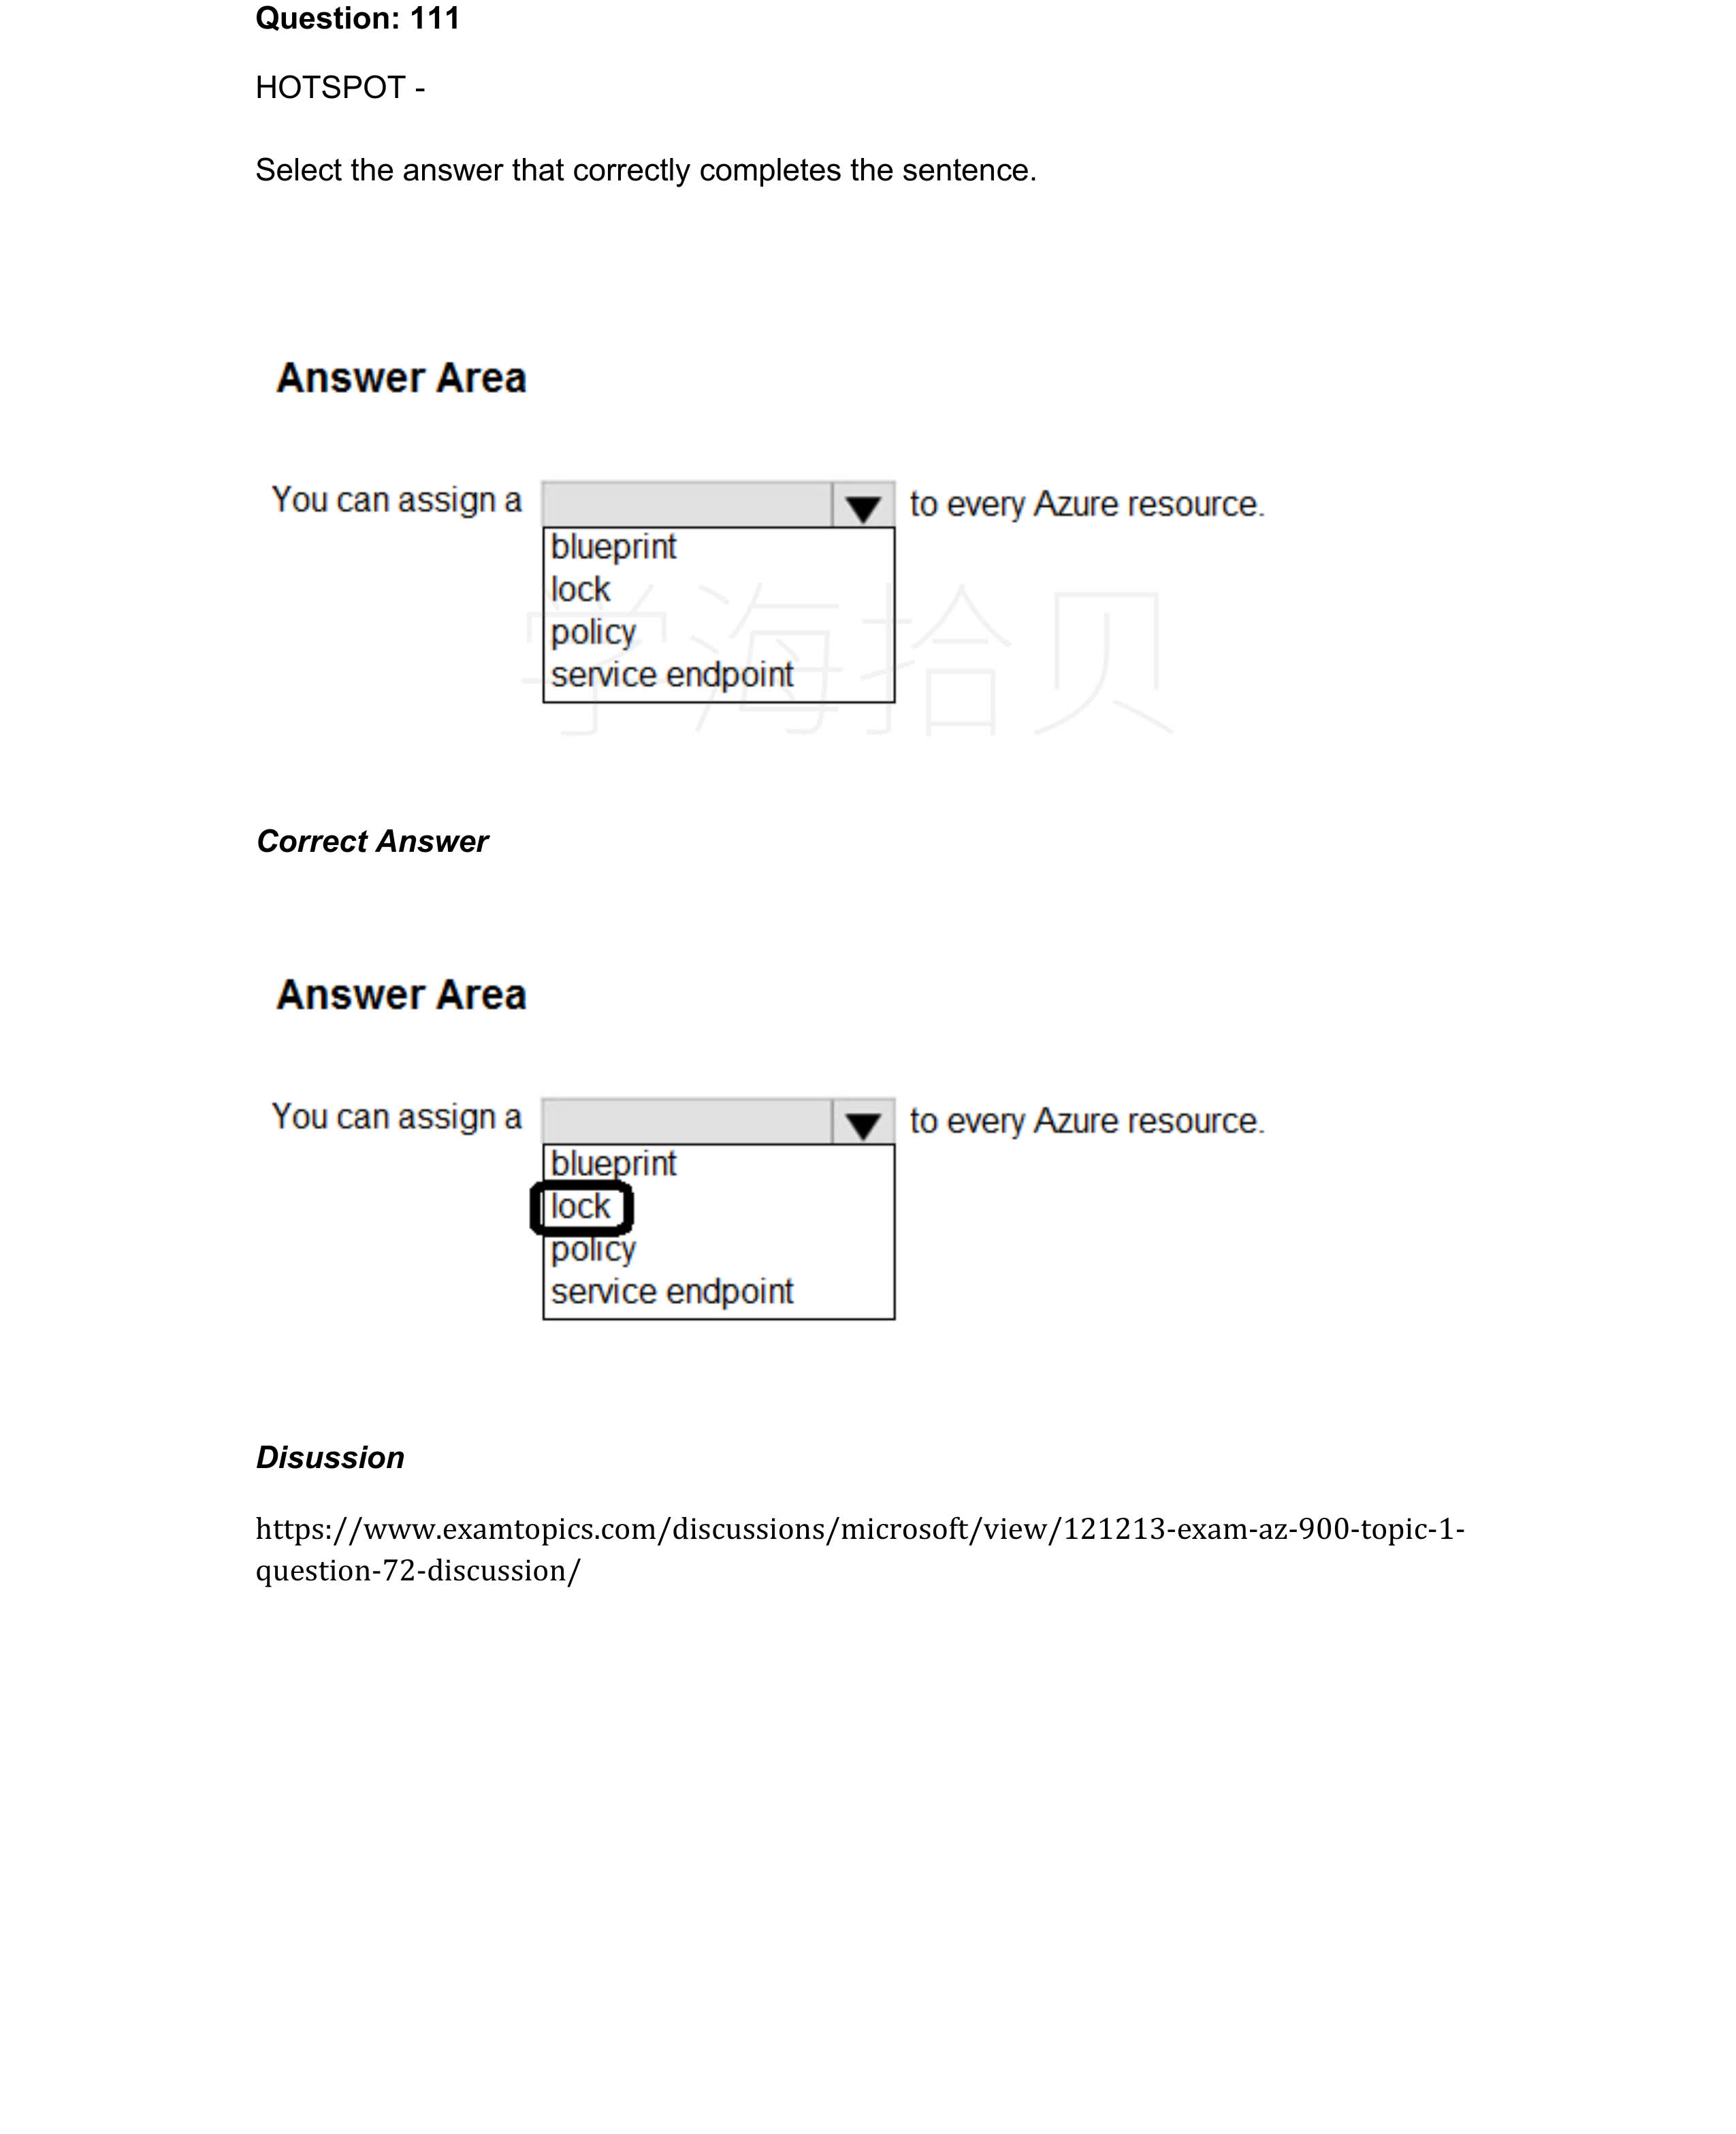 Question: 111
HOTSPOT -
Select the answer that correctly completes the sentence.
Answer Area
You can assign a to every Azure resource.
blueprint
lock
policy
service endpoint
学海拾贝
Correct Answer
Answer Area
You can assign a to every Azure resource.
blueprint
lock
policy
service endpoint
Disussion
https://www.examtopics.com/discussions/microsoft/view/121213-exam-az-900-topic-1-
question-72-discussion/